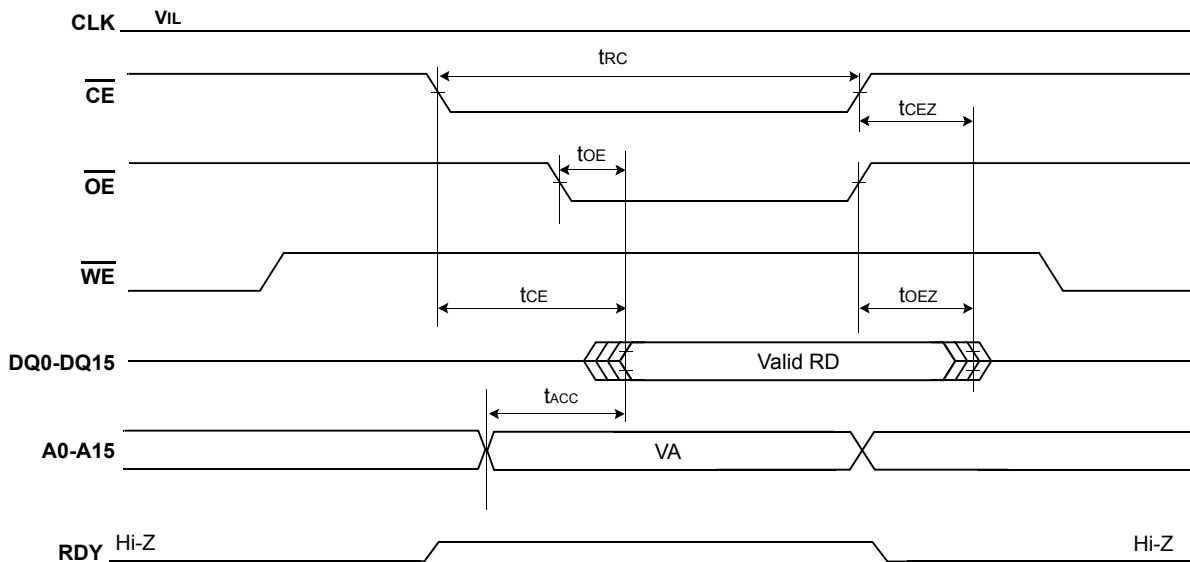 CLK VIL
tRC
CE
tCEZ
tOE
OE
WE
tCE tOEZ
DQ0-DQ15 Valid RD
tACC
A0-A15 VA
RDY Hi-Z Hi-Z